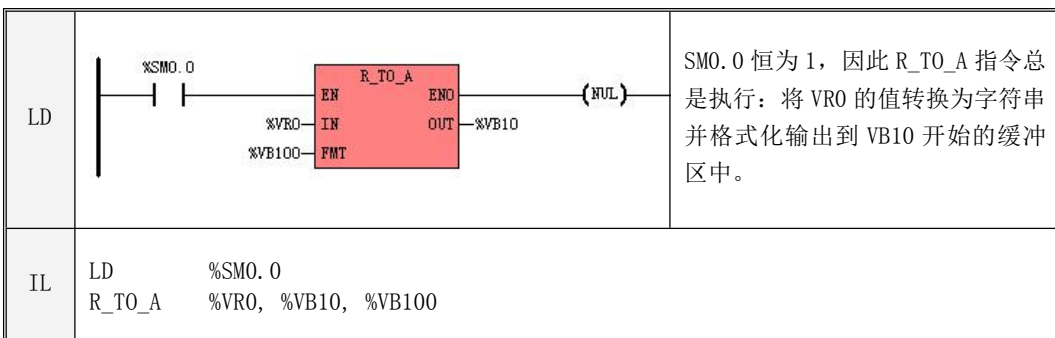 LD
%SM0.0
R_TO_A
EN ENO
(NUL)
%VR0 IN OUT %VB10
%VB100 FMT
SM0.0 恒为 1，因此 R_TO_A 指令总
是执行：将 VR0 的值转换为字符串
并格式化输出到 VB10 开始的缓冲
区中。
IL
LD %SM0.0
R_TO_A %VR0, %VB10, %VB100